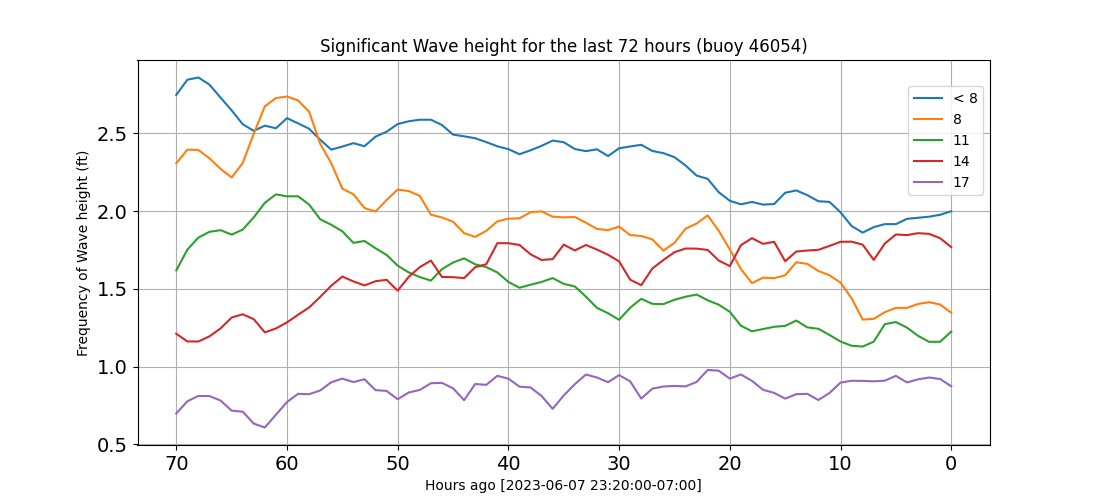 Significant Wave height for the last 72 hours (buoy 46054)
Frequency of Wave height (ft)
2.5
2.0
1.5
1.0
0.5
< 8
8
11
14
17
70 60 50 40 30 20 10 0
Hours ago [2023-06-07 23:20:00-07:00]